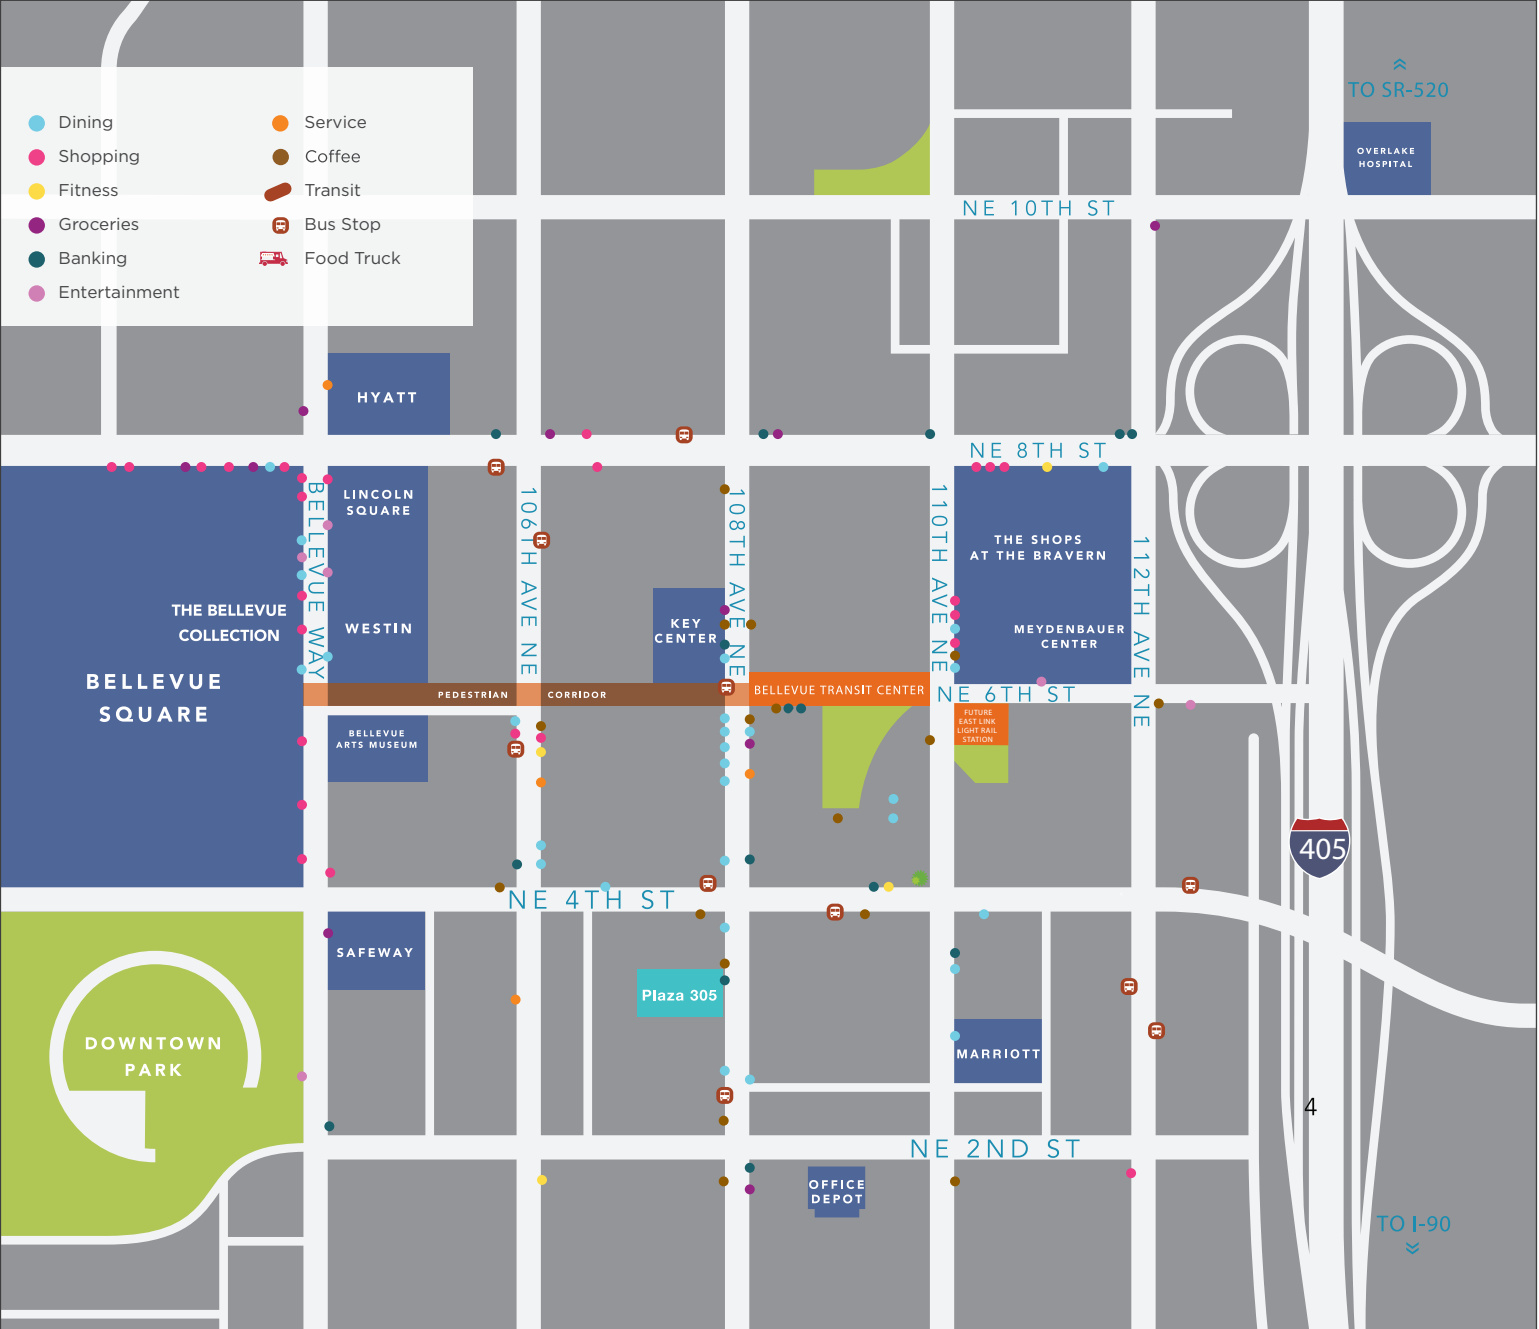 TO SR-520
OVERLAKE
HOSPITAL
Dining
Shopping
Fitness
Groceries
Banking
Entertainment
Service
Coffee
Transit
Bus Stop
Food Truck
NE 10TH ST
HYATT
NE 8TH ST
LINCOLN
SQUARE
BELLEVUE WAY
106TH AVE NE
108TH AVE NE
110TH AVE NE
112TH AVE NE
THE SHOPS
AT THE BRAVERN
THE BELLEVUE
COLLECTION
WESTIN
KEY
CENTER
MEYDENBAUER
CENTER
BELLEVUE
SQUARE
PEDESTRIAN
CORRIDOR
BELLEVUE TRANSIT CENTER
NE 6TH ST
FUTURE
EAST LINK
LIGHT RAIL
STATION
BELLEVUE
ARTS MUSEUM
405
NE 4TH ST
SAFEWAY
Plaza 305
DOWNTOWN
PARK
MARRIOTT
4
NE 2ND ST
OFFICE
DEPOT
TO I-90